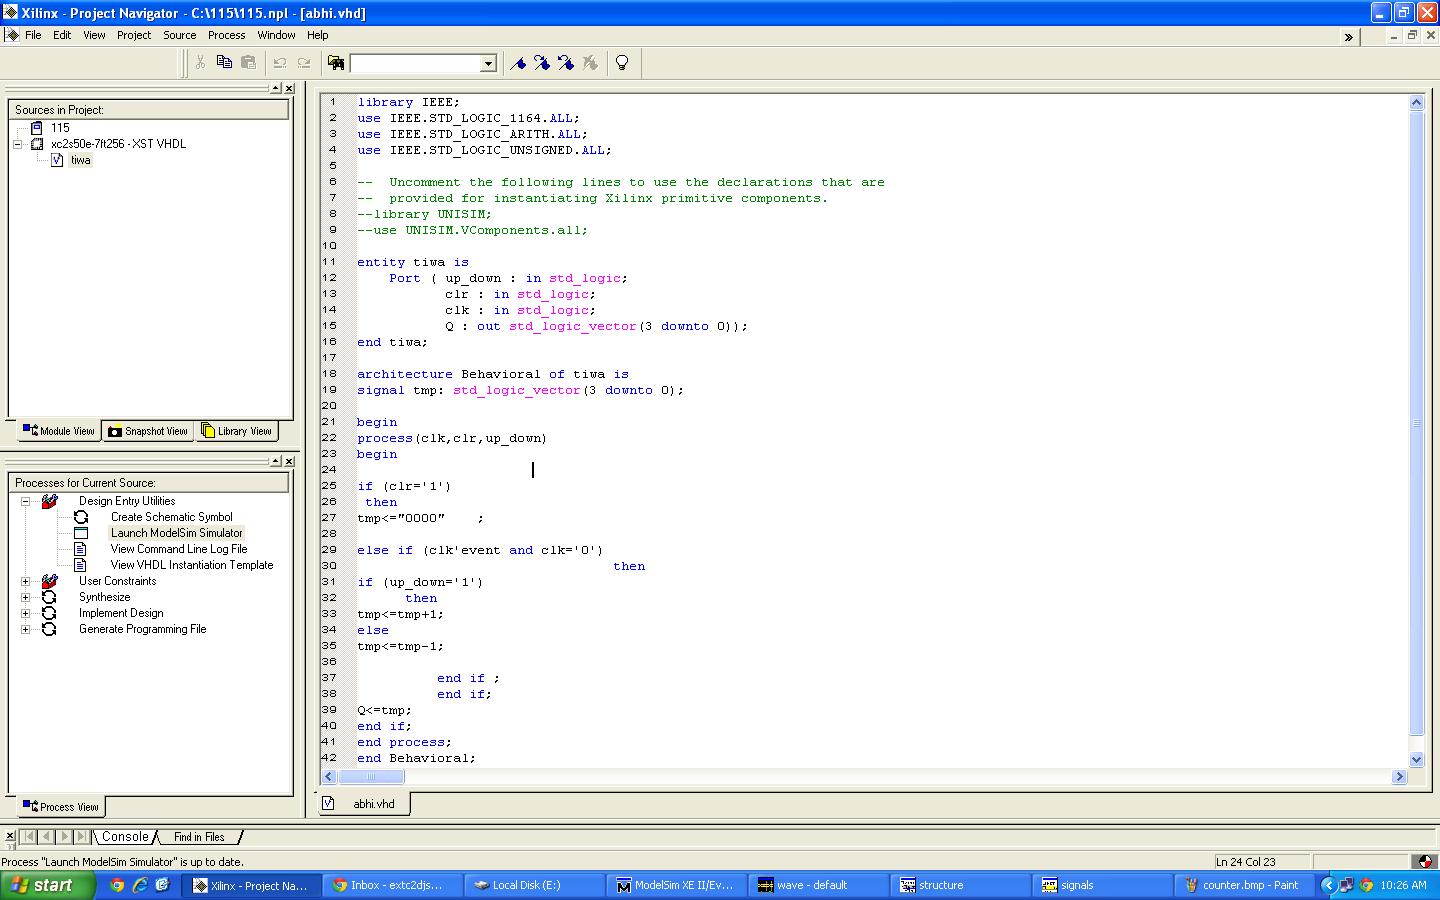 Xilinx - Project Navigator - C:\115\115.npl - [abhi.vhd]
File Edit View Project Source Process Window Help
»
Sources in Project:
115
xc2s50e-7ft256 - XST VHDL
tiwa
Module View Snapshot View Library View
Processes for Current Source:
Design Entry Utilities
Create Schematic Symbol
Launch ModelSim Simulator
View Command Line Log File
View VHDL Instantiation Template
User Constraints
Synthesize
Implement Design
Generate Programming File
Process View
1 library IEEE;
2 use IEEE.STD_LOGIC_1164.ALL;
3 use IEEE.STD_LOGIC_ARITH.ALL;
4 use IEEE.STD_LOGIC_UNSIGNED.ALL;
5
6 --  Uncomment the following lines to use the declarations that are
7 --  provided for instantiating Xilinx primitive components.
8 --library UNISIM;
9 --use UNISIM.VComponents.all;
10
11 entity tiwa is
12     Port ( up_down : in std_logic;
13            clr : in std_logic;
14            clk : in std_logic;
15            Q : out std_logic_vector(3 downto 0));
16 end tiwa;
17
18 architecture Behavioral of tiwa is
19 signal tmp: std_logic_vector(3 downto 0);
20
21 begin
22 process(clk,clr,up_down)
23 begin
24
25 if (clr='1')
26  then
27 tmp<="0000"    ;
28
29 else if (clk'event and clk='0')
30                                 then
31 if (up_down='1')
32       then
33 tmp<=tmp+1;
34 else
35 tmp<=tmp-1;
36
37           end if ;
38           end if;
39 Q<=tmp;
40 end if;
41 end process;
42 end Behavioral;
abhi.vhd
Console Find in Files
Process "Launch ModelSim Simulator" is up to date.
Ln 24 Col 23
start
Xilinx - Project Na...
Inbox - extc2djs...
Local Disk (E:)
ModelSim XE II/Ev...
wave - default
structure
signals
counter.bmp - Paint
10:26 AM